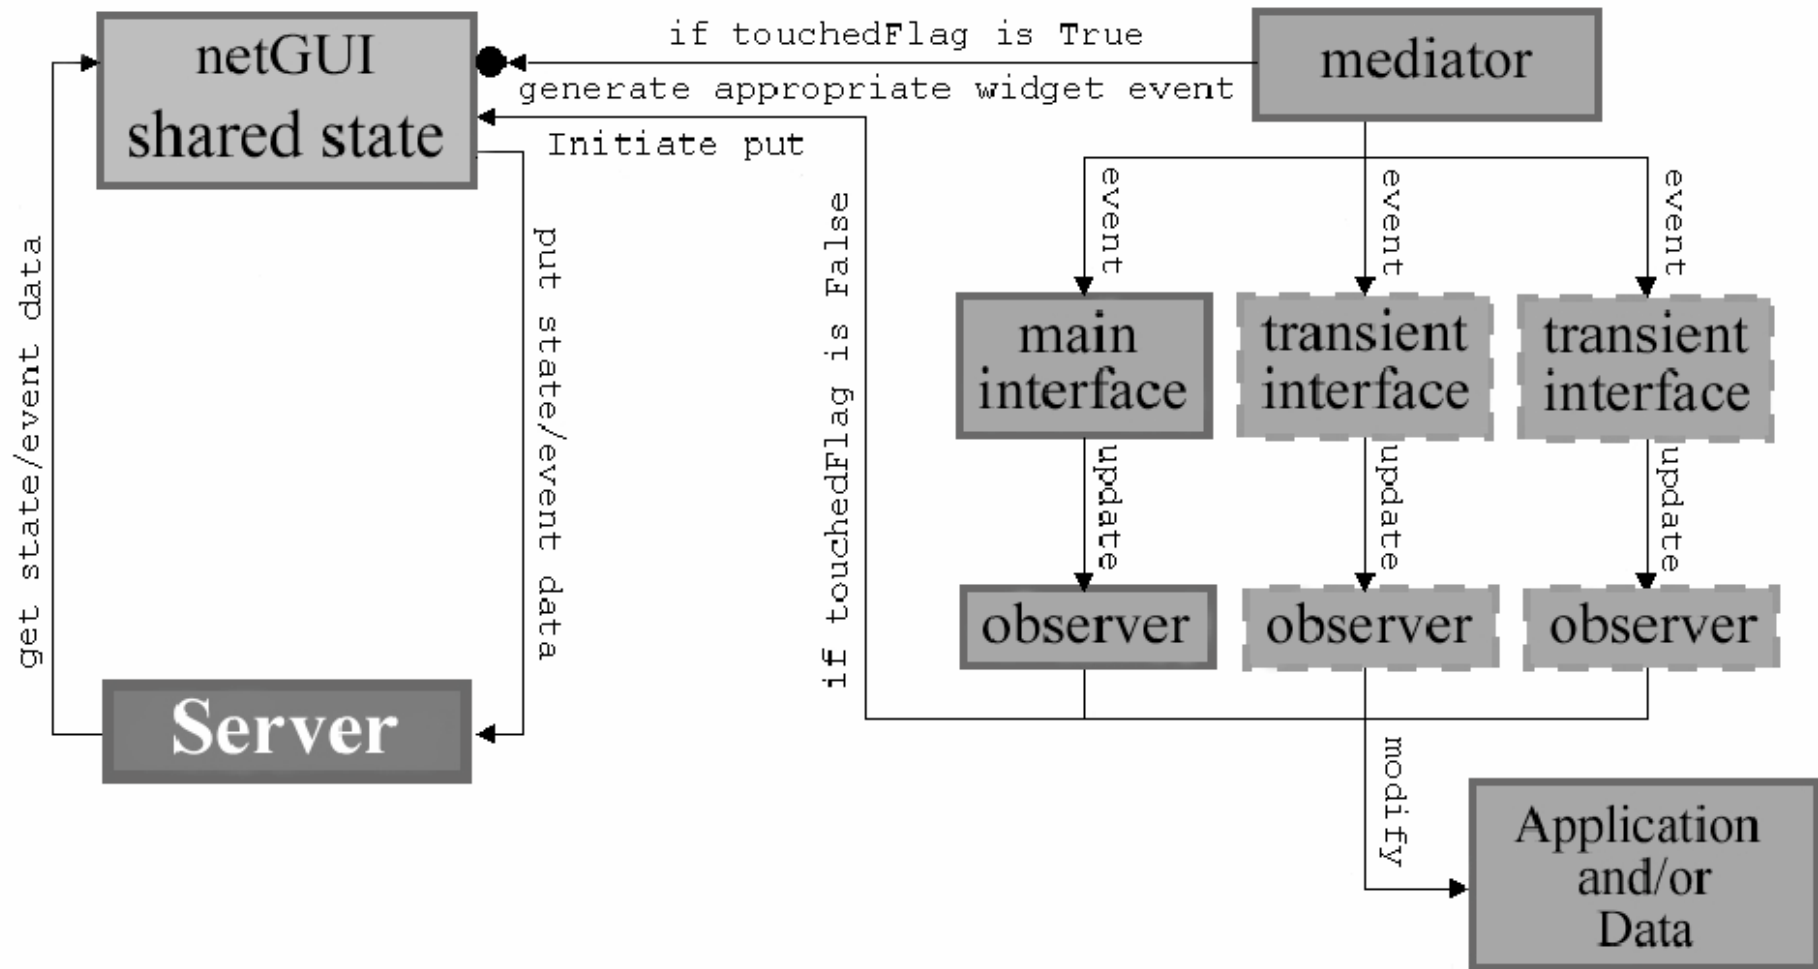 netGUI
shared state
if touchedFlag is True
generate appropriate widget event
Initiate put
mediator
get state/event data
put state/event data
if touchedFlag is False
event
event
event
main
interface
transient
interface
transient
interface
update
update
update
observer
observer
observer
Server
modify
Application
and/or
Data